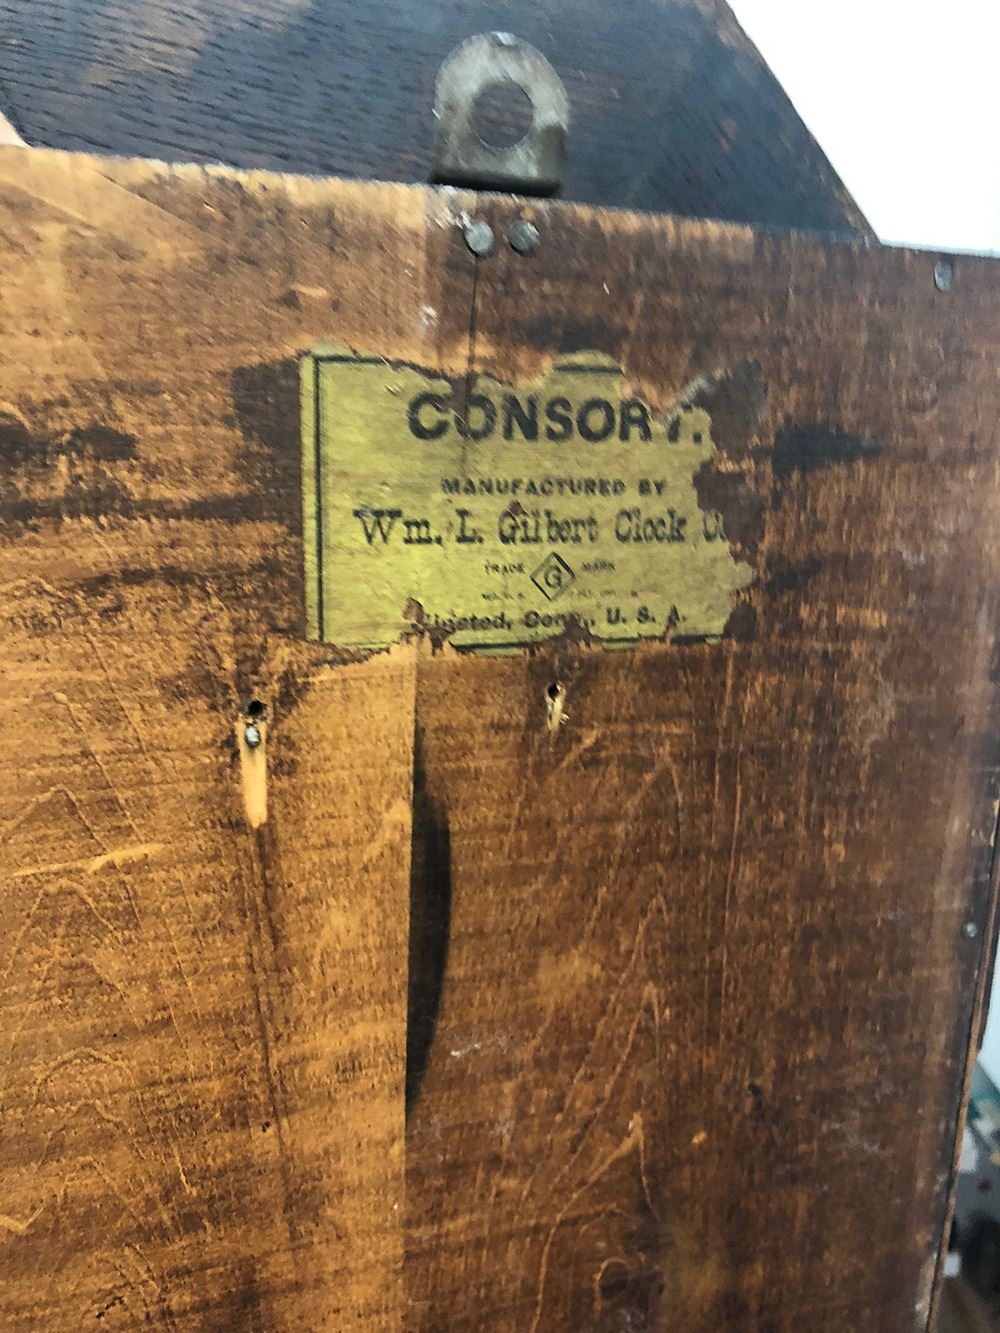 CONSORT.
MANUFACTURED BY
Wm. L. Gilbert Clock Co
TRADE G MARK
U. S. A.